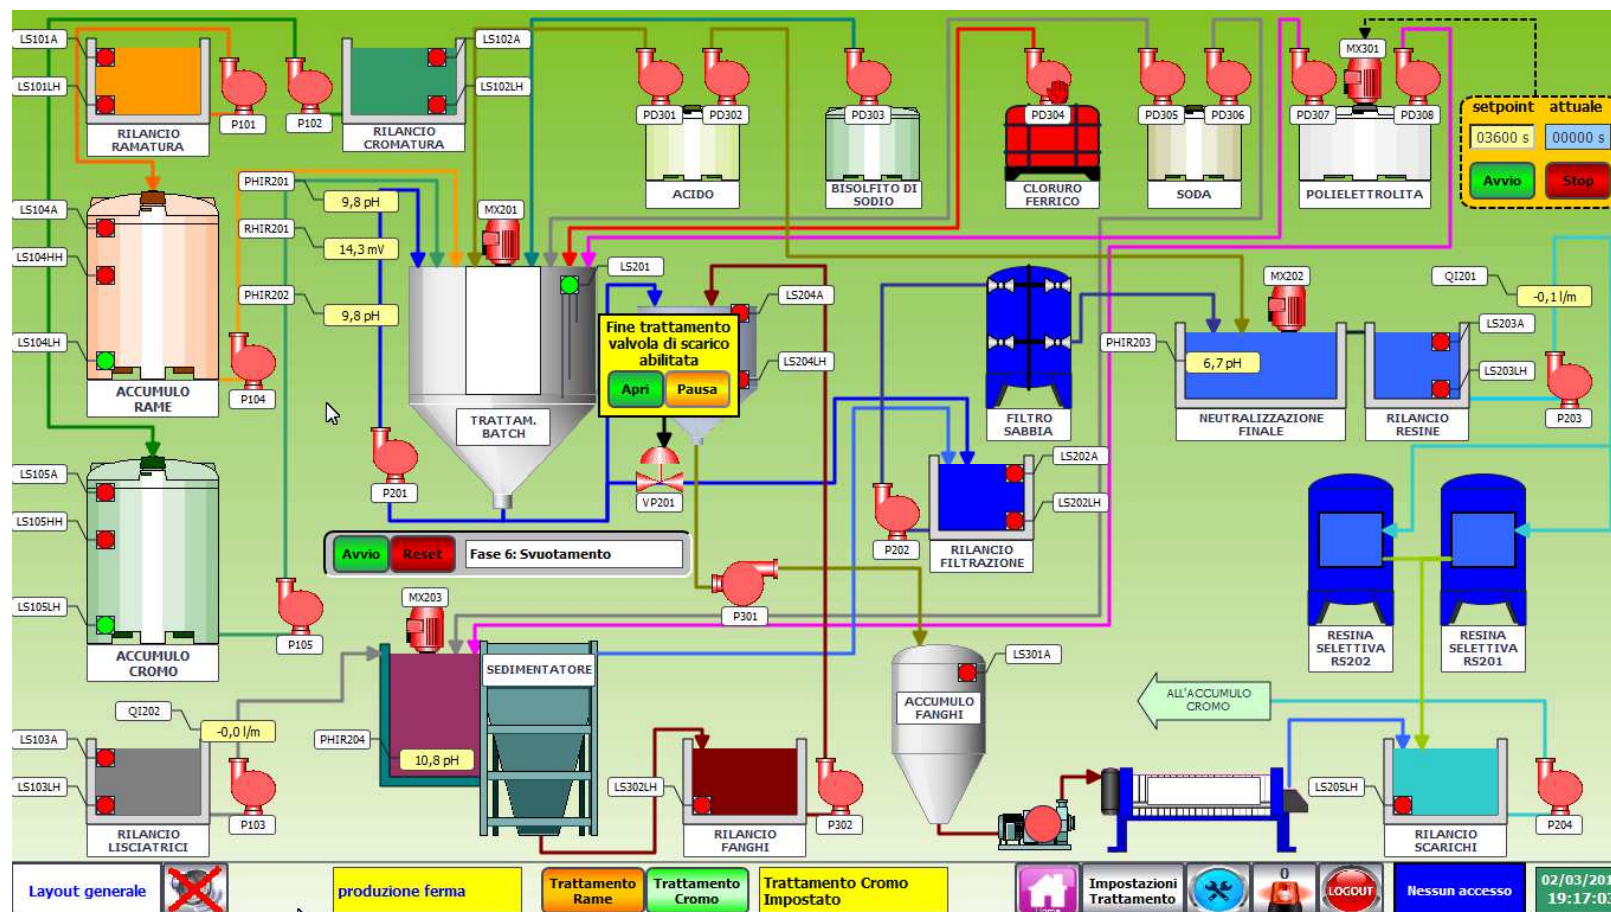 LS101A
LS101LH
RILANCIO
RAMATURA
P101
P102
LS102A
LS102LH
RILANCIO
CROMATURA
PD301
PD302
ACIDO
PD303
BISOLFITO DI
SODIO
PD304
CLORURO
FERRICO
PD305
PD306
SODA
MX301
PD307
PD308
POLIELETTROLITA
setpoint attuale
03600 s
00000 s
Avvio
Stop
LS104A
LS104HH
LS104LH
ACCUMULO
RAME
P104
PHIR201
9,8 pH
RHIR201
14,3 mV
PHIR202
9,8 pH
MX201
LS201
TRATTAM.
BATCH
P201
LS204A
LS204LH
Fine trattamento
valvola di scarico
abilitata
Apri
Pausa
VP201
FILTRO
SABBIA
LS202A
LS202LH
P202
RILANCIO
FILTRAZIONE
PHIR203
6,7 pH
MX202
NEUTRALIZZAZIONE
FINALE
QI201
-0,1 l/m
LS203A
LS203LH
RILANCIO
RESINE
P203
LS105A
LS105HH
LS105LH
ACCUMULO
CROMO
P105
Avvio
Reset
Fase 6: Svuotamento
MX203
SEDIMENTATORE
PHIR204
10,8 pH
P301
LS301A
ACCUMULO
FANGHI
RESINA
SELETTIVA
RS202
RESINA
SELETTIVA
RS201
ALL'ACCUMULO
CROMO
QI202
-0,0 l/m
LS103A
LS103LH
RILANCIO
LISCIATRICI
P103
LS302LH
RILANCIO
FANGHI
P302
LS205LH
RILANCIO
SCARICHI
P204
Layout generale
produzione ferma
Trattamento
Rame
Trattamento
Cromo
Trattamento Cromo
Impostato
Home
Impostazioni
Trattamento
0
LOGOUT
Nessun accesso
02/03/201
19:17:03